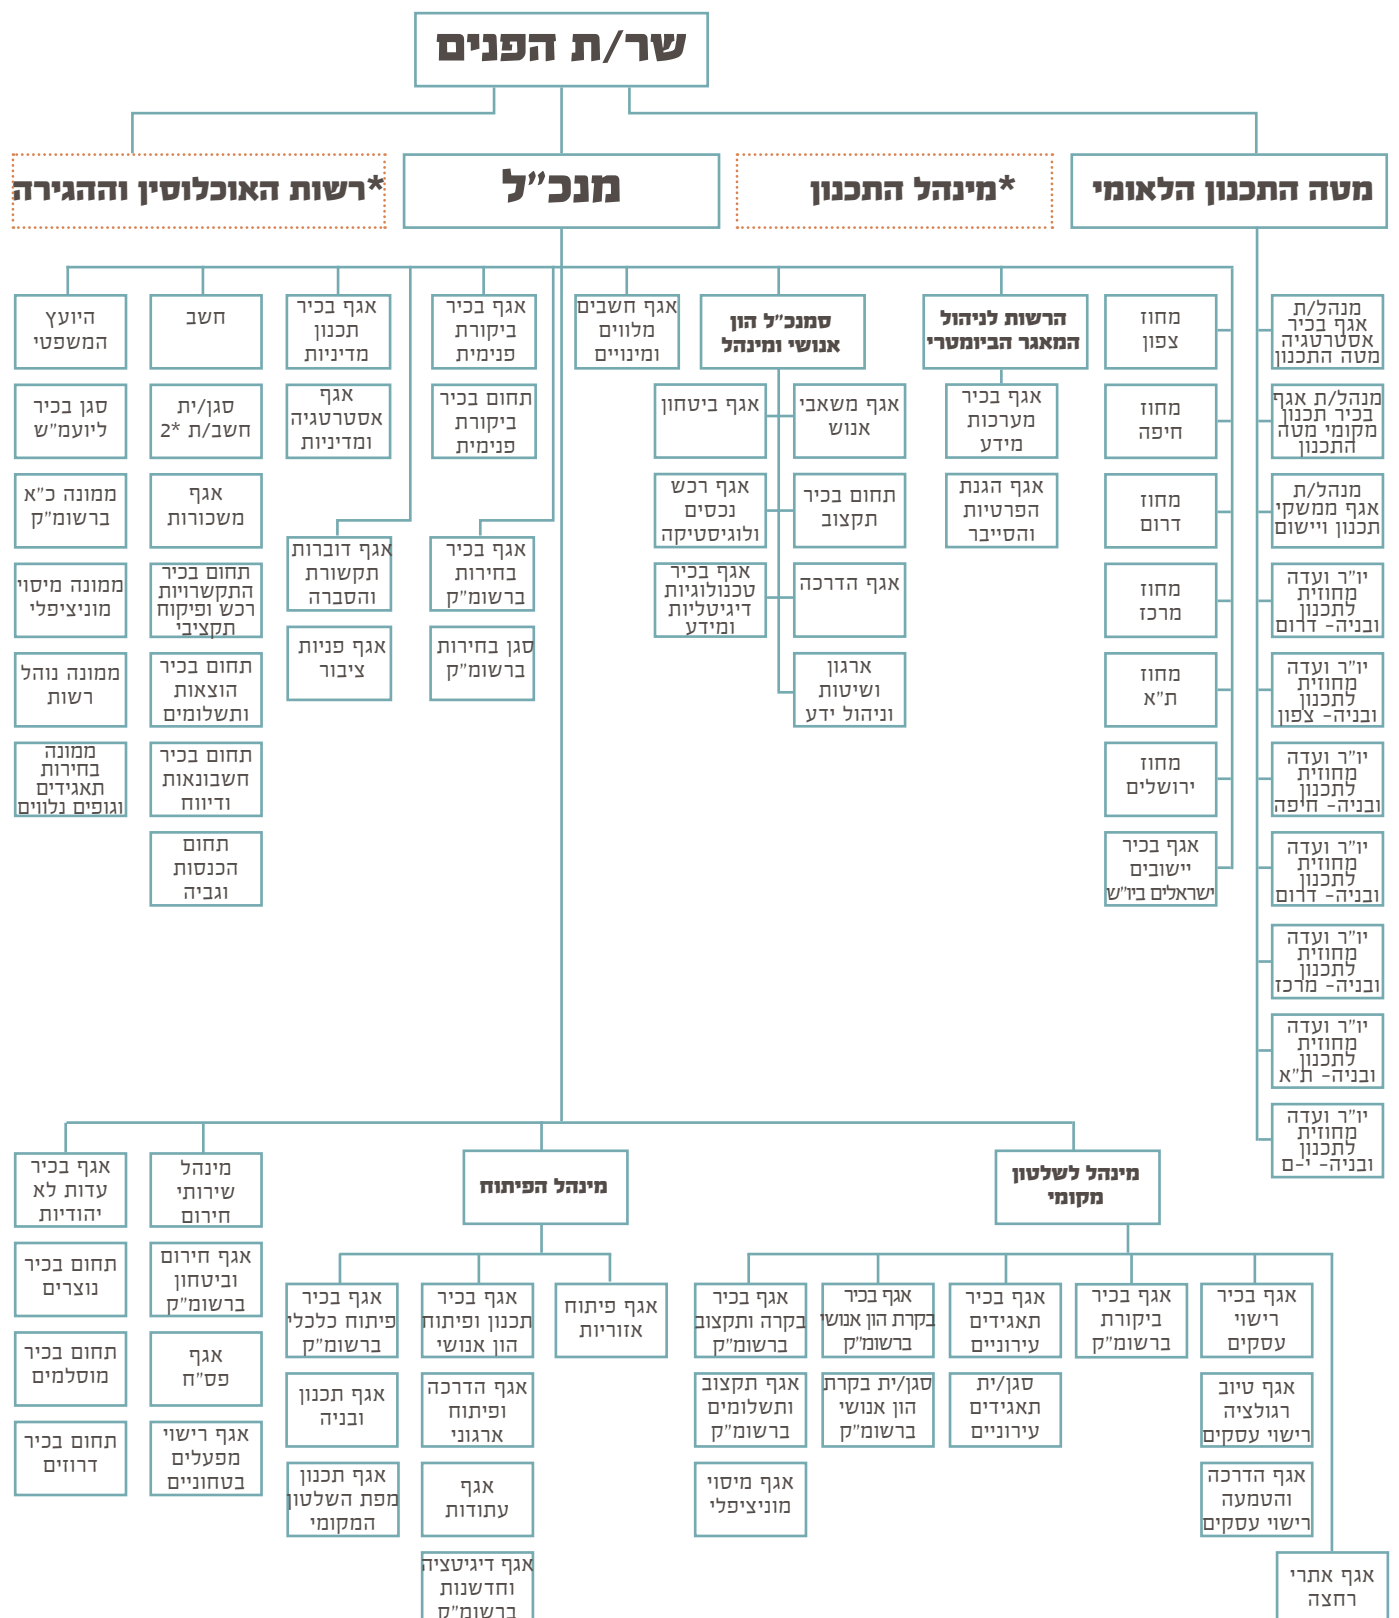 שר/ת הפנים
מטה התכנון הלאומי
*מינהל התכנון
מנכ״ל
*רשות האוכלוסין וההגירה
מנהל/ת
אגף בכיר
אסטרטגיה
מטה התכנון
מנהל/ת אגף
בכיר תכנון
מקומי מטה
התכנון
מנהל/ת
אגף ממשקי
תכנון ויישום
יו״ר ועדה
מחוזית
לתכנון
ובניה- דרום
יו״ר ועדה
מחוזית
לתכנון
ובניה- צפון
יו״ר ועדה
מחוזית
לתכנון
ובניה- חיפה
יו״ר ועדה
מחוזית
לתכנון
ובניה- דרום
יו״ר ועדה
מחוזית
לתכנון
ובניה- מרכז
יו״ר ועדה
מחוזית
לתכנון
ובניה- ת״א
יו״ר ועדה
מחוזית
לתכנון
ובניה- י-ם
מחוז
צפון
מחוז
חיפה
מחוז
דרום
מחוז
מרכז
מחוז
ת״א
מחוז
ירושלים
אגף בכיר
יישובים
ישראלים ביו״ש
הרשות לניהול
המאגר הביומטרי
אגף בכיר
מערכות
מידע
אגף הגנת
הפרטיות
והסייבר
סמנכ״ל הון
אנושי ומינהל
אגף משאבי
אנוש
תחום בכיר
תקצוב
אגף הדרכה
ארגון
ושיטות
וניהול ידע
אגף ביטחון
אגף רכש
נכסים
ולוגיסטיקה
אגף בכיר
טכנולוגיות
דיגיטליות
ומידע
אגף חשבים
מלווים
ומינויים
אגף בכיר
ביקורת
פנימית
תחום בכיר
ביקורת
פנימית
אגף בכיר
בחירות
ברשומ״ק
סגן בחירות
ברשומ״ק
אגף בכיר
תכנון
מדיניות
אגף
אסטרטגיה
ומדיניות
אגף דוברות
תקשורת
והסברה
אגף פניות
ציבור
חשב
סגן/ית
חשב/ת *2
אגף
משכורות
תחום בכיר
התקשרויות
רכש ופיקוח
תקציבי
תחום בכיר
הוצאות
ותשלומים
תחום בכיר
חשבונאות
ודיווח
תחום
הכנסות
וגביה
היועץ
המשפטי
סגן בכיר
ליועמ״ש
ממונה כ״א
ברשומ״ק
ממונה מיסוי
מוניציפלי
ממונה נוהל
רשות
ממונה
בחירות
תאגידים
וגופים נלווים
מינהל לשלטון
מקומי
אגף בכיר
רישוי
עסקים
אגף טיוב
רגולציה
רישוי עסקים
אגף הדרכה
והטמעה
רישוי עסקים
אגף אתרי
רחצה
אגף בכיר
ביקורת
ברשומ״ק
אגף בכיר
תאגידים
עירוניים
סגן/ית
תאגידים
עירוניים
אגף בכיר
בקרת הון אנושי
ברשומ״ק
סגן/ית בקרת
הון אנושי
ברשומ״ק
אגף בכיר
בקרה ותקצוב
ברשומ״ק
אגף תקצוב
ותשלומים
ברשומ״ק
אגף מיסוי
מוניציפלי
מינהל הפיתוח
אגף פיתוח
אזוריות
אגף בכיר
תכנון ופיתוח
הון אנושי
אגף הדרכה
ופיתוח
ארגוני
אגף
עתודות
אגף דיגיטציה
וחדשנות
ברשומ״ק
אגף בכיר
פיתוח כלכלי
ברשומ״ק
אגף תכנון
ובניה
אגף תכנון
מפת השלטון
המקומי
מינהל
שירותי
חירום
אגף חירום
וביטחון
ברשומ״ק
אגף
פס״ח
אגף רישוי
מפעלים
בטחוניים
אגף בכיר
עדות לא
יהודיות
תחום בכיר
נוצרים
תחום בכיר
מוסלמים
תחום בכיר
דרוזים